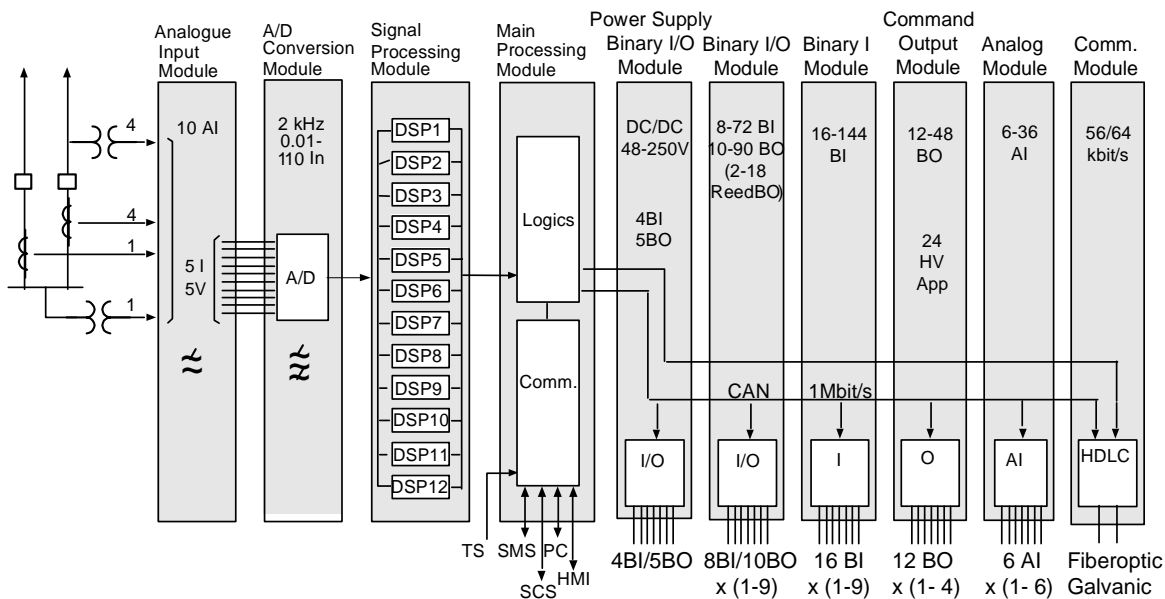 Analogue
Input
Module
A/D
Conversion
Module
Signal
Processing
Module
Main
Processing
Module
Power Supply
Binary I/O
Module
Binary I/O
Module
Binary I
Module
Command
Output
Module
Analog
Module
Comm.
Module
4
4
1
1
10 AI
5 I
5V
2 kHz
0.01-
110 In
A/D
DSP1
DSP2
DSP3
DSP4
DSP5
DSP6
DSP7
DSP8
DSP9
DSP10
DSP11
DSP12
Logics
Comm.
TS
SMS
SCS
PC
HMI
DC/DC
48-250V
4BI
5BO
I/O
4BI/5BO
8-72 BI
10-90 BO
(2-18
ReedBO)
CAN
I/O
8BI/10BO
x (1-9)
16-144
BI
1Mbit/s
I
16 BI
x (1-9)
12-48
BO
24
HV
App
O
12 BO
x (1- 4)
6-36
AI
AI
6 AI
x (1- 6)
56/64
kbit/s
HDLC
Fiberoptic
Galvanic